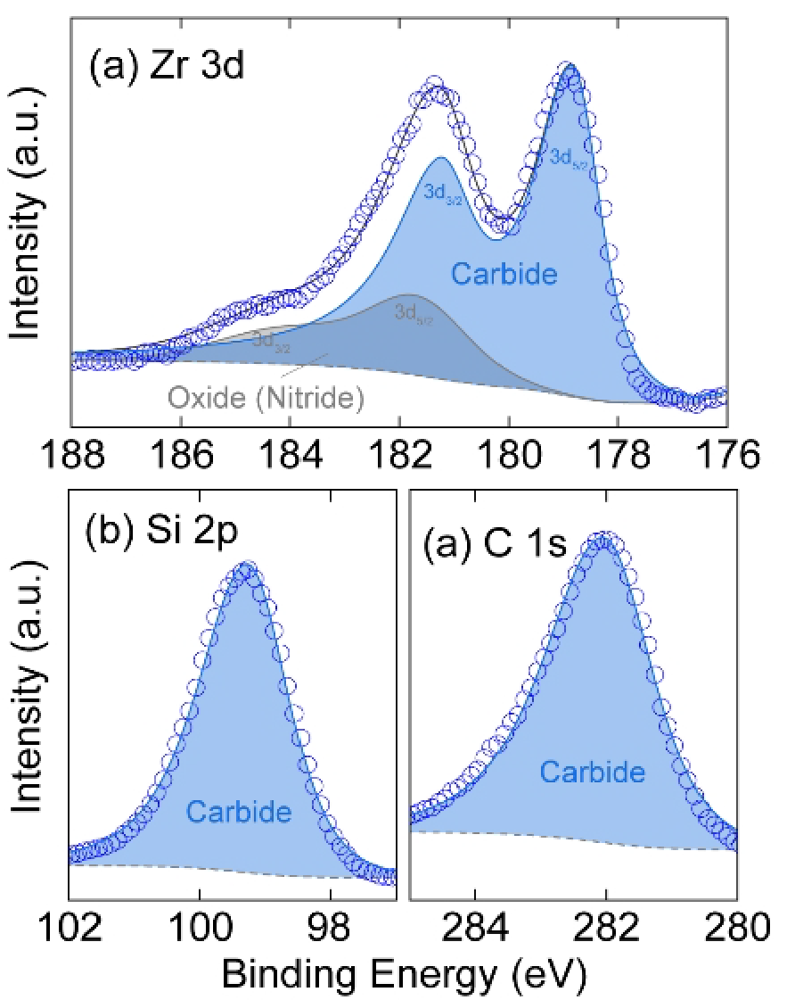 (a) Zr 3d
Intensity (a.u.)
3d5/2
3d3/2
Carbide
3d5/2
3d3/2
Oxide (Nitride)
188 186 184 182 180 178 176
(b) Si 2p
(a) C 1s
Intensity (a.u.)
Carbide
Carbide
102 100 98 284 282 280
Binding Energy (eV)